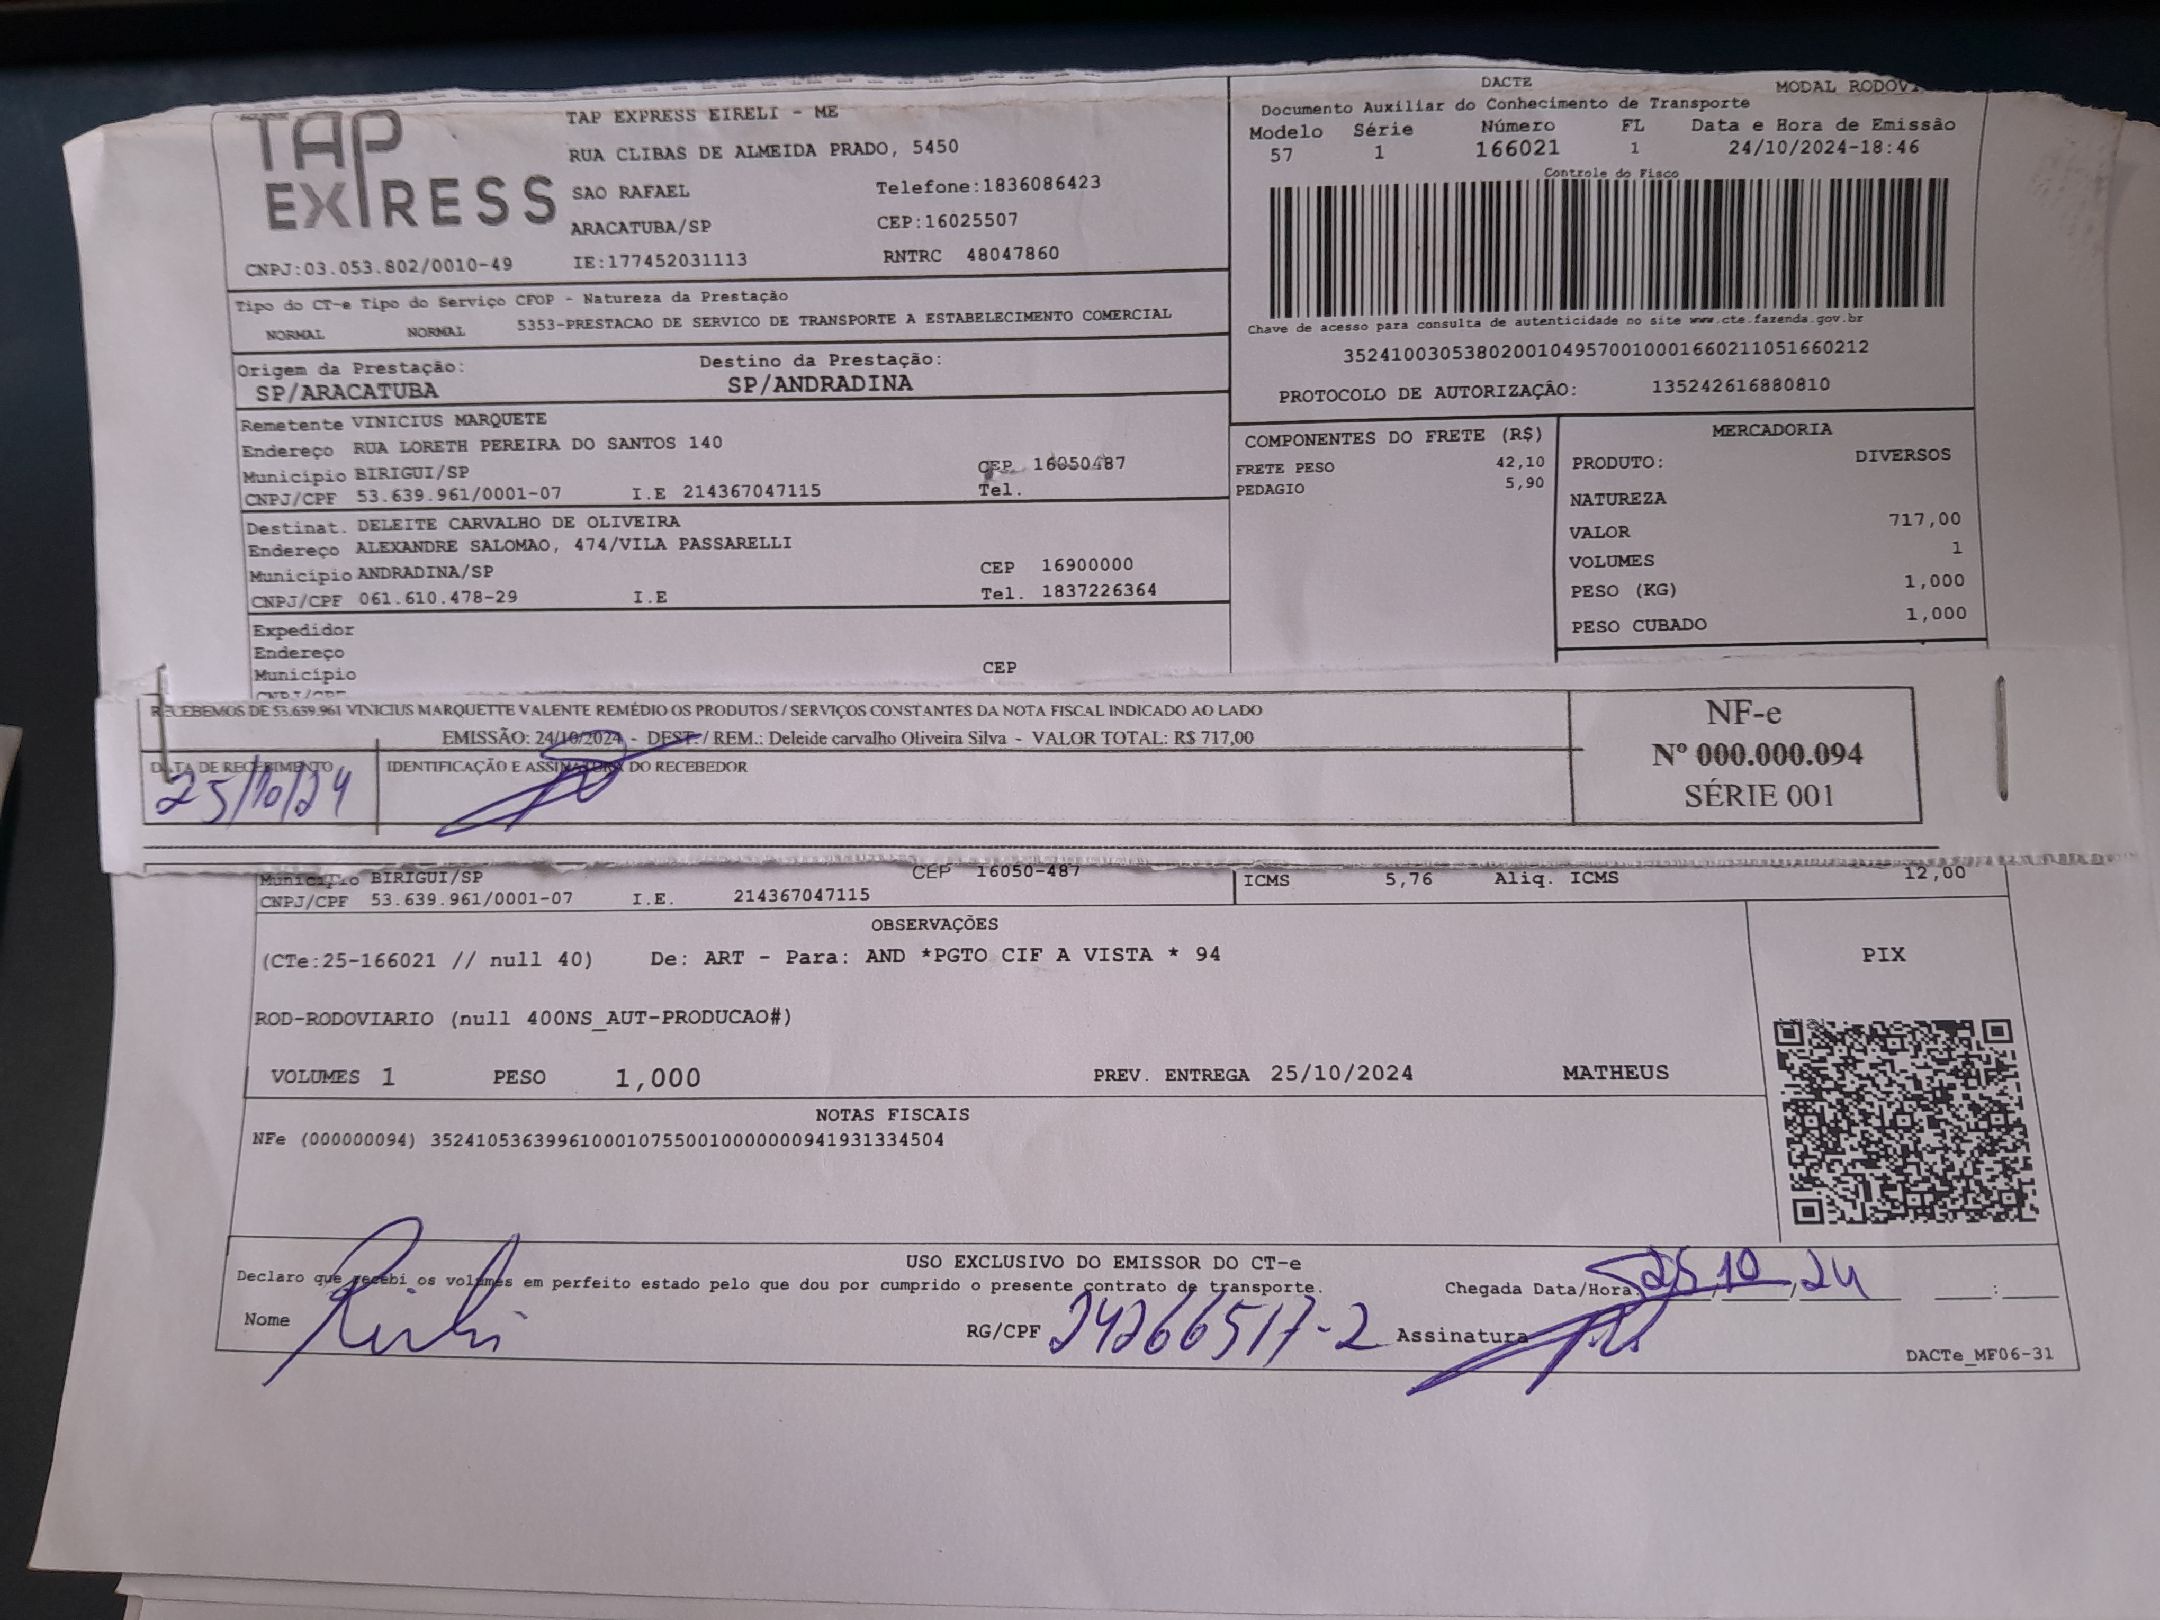 TAP EXPRESS
TAP EXPRESS EIRELI - ME
RUA CLIBAS DE ALMEIDA PRADO, 5450
SAO RAFAEL Telefone:1836086423
ARACATUBA/SP CEP:16025507
CNPJ:03.053.802/0010-49 IE:177452031113 RNTRC 48047860
DACTE MODAL
Documento Auxiliar do Conhecimento de Transporte
Modelo Série Número FL Data e Hora de Emissão
57 1 166021 1 24/10/2024-18:46
Controle do Fisco
Chave de acesso para consulta de autenticidade no site www.cte.fazenda.gov.br
35241003053802001049570010001660211051660212
PROTOCOLO DE AUTORIZAÇÃO: 135242616880810
Tipo do CT-e Tipo do Serviço CFOP - Natureza da Prestação
NORMAL NORMAL 5353-PRESTACAO DE SERVICO DE TRANSPORTE A ESTABELECIMENTO COMERCIAL
Origem da Prestação: Destino da Prestação:
SP/ARACATUBA SP/ANDRADINA
Remetente VINICIUS MARQUETE
Endereço RUA LORETH PEREIRA DO SANTOS 140
Município BIRIGUI/SP CEP 16050487
CNPJ/CPF 53.639.961/0001-07 I.E 214367047115 Tel.
Destinat. DELEITE CARVALHO DE OLIVEIRA
Endereço ALEXANDRE SALOMAO, 474/VILA PASSARELLI
Município ANDRADINA/SP CEP 16900000
CNPJ/CPF 061.610.478-29 I.E Tel. 1837226364
Expedidor
Endereço
Município CEP
CNPJ/CPF
COMPONENTES DO FRETE (R$)
FRETE PESO 42,10
PEDAGIO 5,90
MERCADORIA
PRODUTO: DIVERSOS
NATUREZA
VALOR 717,00
VOLUMES 1
PESO (KG) 1,000
PESO CUBADO 1,000
RECEBEMOS DE 53.639.961 VINICIUS MARQUETTE VALENTE REMÉDIO OS PRODUTOS / SERVIÇOS CONSTANTES DA NOTA FISCAL INDICADO AO LADO
EMISSÃO: 24/10/2024 - DEST. / REM.: Deleide carvalho Oliveira Silva - VALOR TOTAL: R$ 717,00
DATA DE RECEBIMENTO IDENTIFICAÇÃO E ASSINATURA DO RECEBEDOR
25/10/24
NF-e
Nº 000.000.094
SÉRIE 001
Município BIRIGUI/SP CEP 16050-487
CNPJ/CPF 53.639.961/0001-07 I.E. 214367047115
ICMS 5,76 Aliq. ICMS 12,00
OBSERVAÇÕES
(CTe:25-166021 // null 40) De: ART - Para: AND *PGTO CIF A VISTA * 94
ROD-RODOVIARIO (null 400NS_AUT-PRODUCAO#)
VOLUMES 1 PESO 1,000 PREV. ENTREGA 25/10/2024 MATHEUS
PIX
NOTAS FISCAIS
NFe (000000094) 35241053639961000107550010000000941931334504
USO EXCLUSIVO DO EMISSOR DO CT-e
Declaro que recebi os volumes em perfeito estado pelo que dou por cumprido o presente contrato de transporte.
Chegada Data/Hora: 25/10/24 :
Nome RG/CPF 24266517-2 Assinatura
DACTe_MF06-31